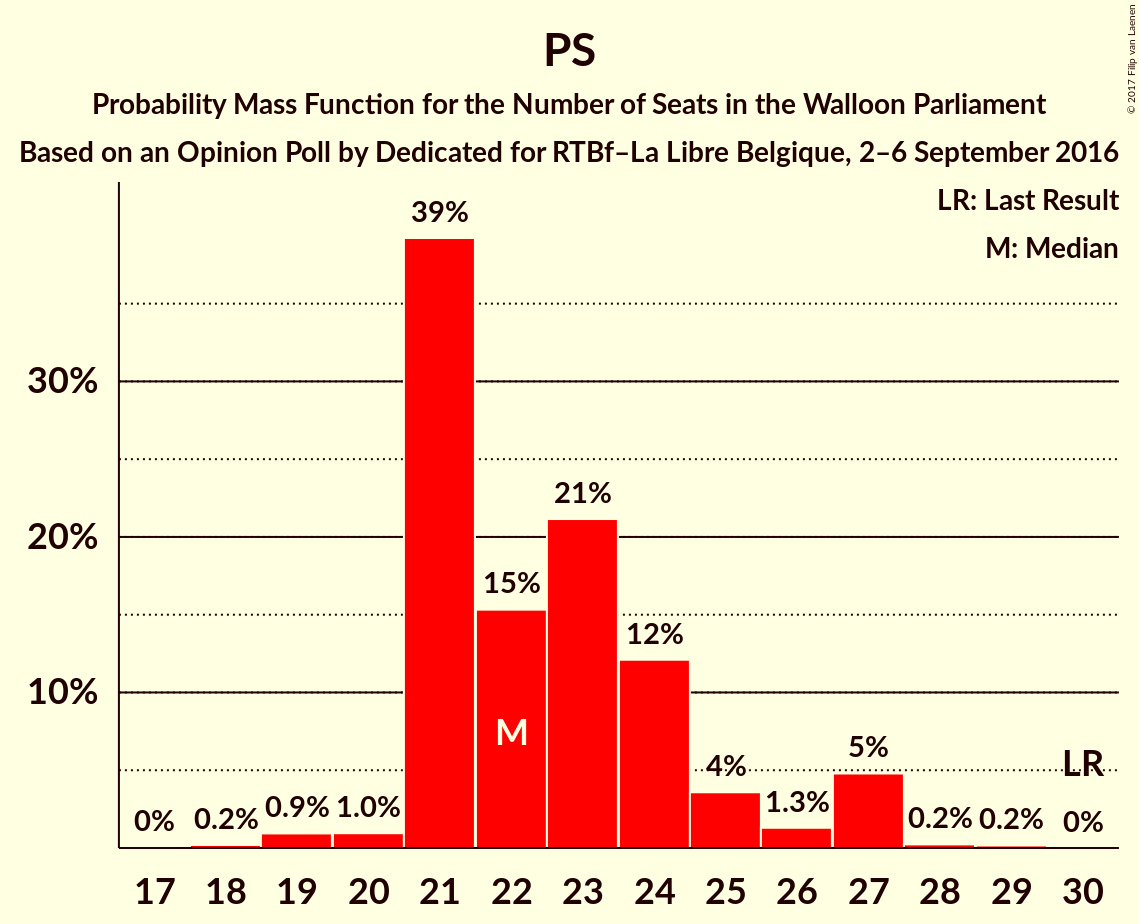 PS
Probability Mass Function for the Number of Seats in the Walloon Parliament
Based on an Opinion Poll by Dedicated for RTBf–La Libre Belgique, 2–6 September 2016
© 2017 Filip van Laenen
LR: Last Result
M: Median
39%
30%
21%
20%
15%
12%
10%
M
5%
4%
LR
0%
0.2%
0.9%
1.0%
1.3%
0.2%
0.2%
0%
17 18 19 20 21 22 23 24 25 26 27 28 29 30